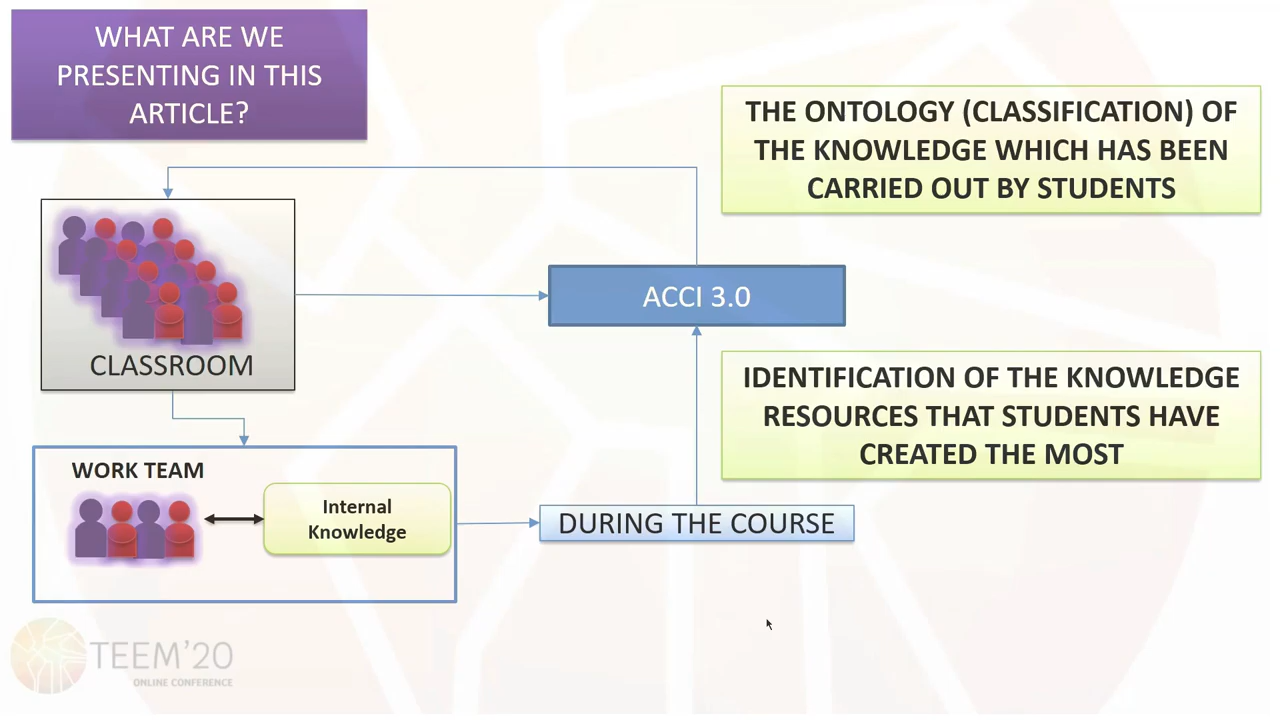 WHAT ARE WE
PRESENTING IN THIS
ARTICLE?
THE ONTOLOGY (CLASSIFICATION) OF
THE KNOWLEDGE WHICH HAS BEEN
CARRIED OUT BY STUDENTS
CLASSROOM
ACCI 3.0
IDENTIFICATION OF THE KNOWLEDGE
RESOURCES THAT STUDENTS HAVE
CREATED THE MOST
WORK TEAM
Internal
Knowledge
DURING THE COURSE
TEEM'20
ONLINE CONFERENCE